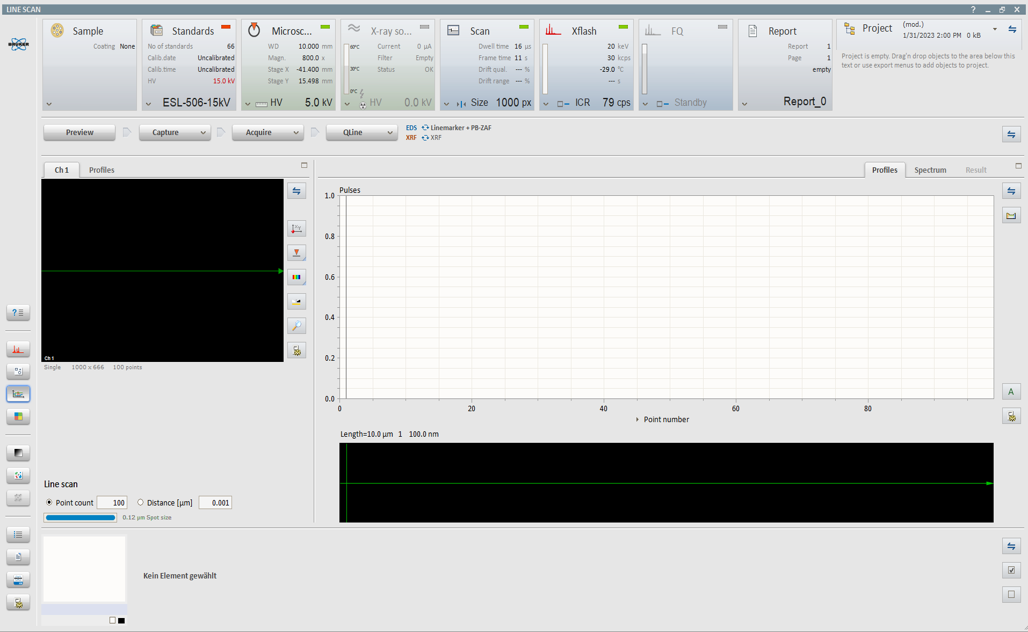 LINE SCAN
Sample
Coating None
Standards
No of standards 66
Calib.date Uncalibrated
Calib.time Uncalibrated
HV 15.0 kV
ESL-506-15kV
Microsc...
WD 10.000 mm
Magn. 800.0 x
Stage X -41.400 mm
Stage Y 15.498 mm
HV 5.0 kV
X-ray so...
60°C
30°C
0°C
Current 0 µA
Filter Empty
Status OK
HV 0.0 kV
Scan
Dwell time 16 µs
Frame time 11 s
Drift qual. --- %
Drift range --- %
Size 1000 px
Xflash
20 keV
30 kcps
-29.0 °C
--- s
ICR 79 cps
FQ
Standby
Report
Report 1
Page 1
empty
Report_0
Project
(mod.)
1/31/2023 2:00 PM 0 kB
Project is empty. Drag'n drop objects to the area below this
text or use export menus to add objects to project.
Preview
Capture
Acquire
QLine
EDS Linemarker + PB-ZAF
XRF XRF
Ch 1
Profiles
Ch 1
Single 1000 x 666 100 points
Line scan
Point count 100 Distance [µm] 0.001
0.12 µm Spot size
Profiles
Spectrum
Result
Pulses
1.0
0.8
0.6
0.4
0.2
0.0
0 20 40 60 80
Point number
Length=10.0 µm 1 100.0 nm
A
Kein Element gewählt